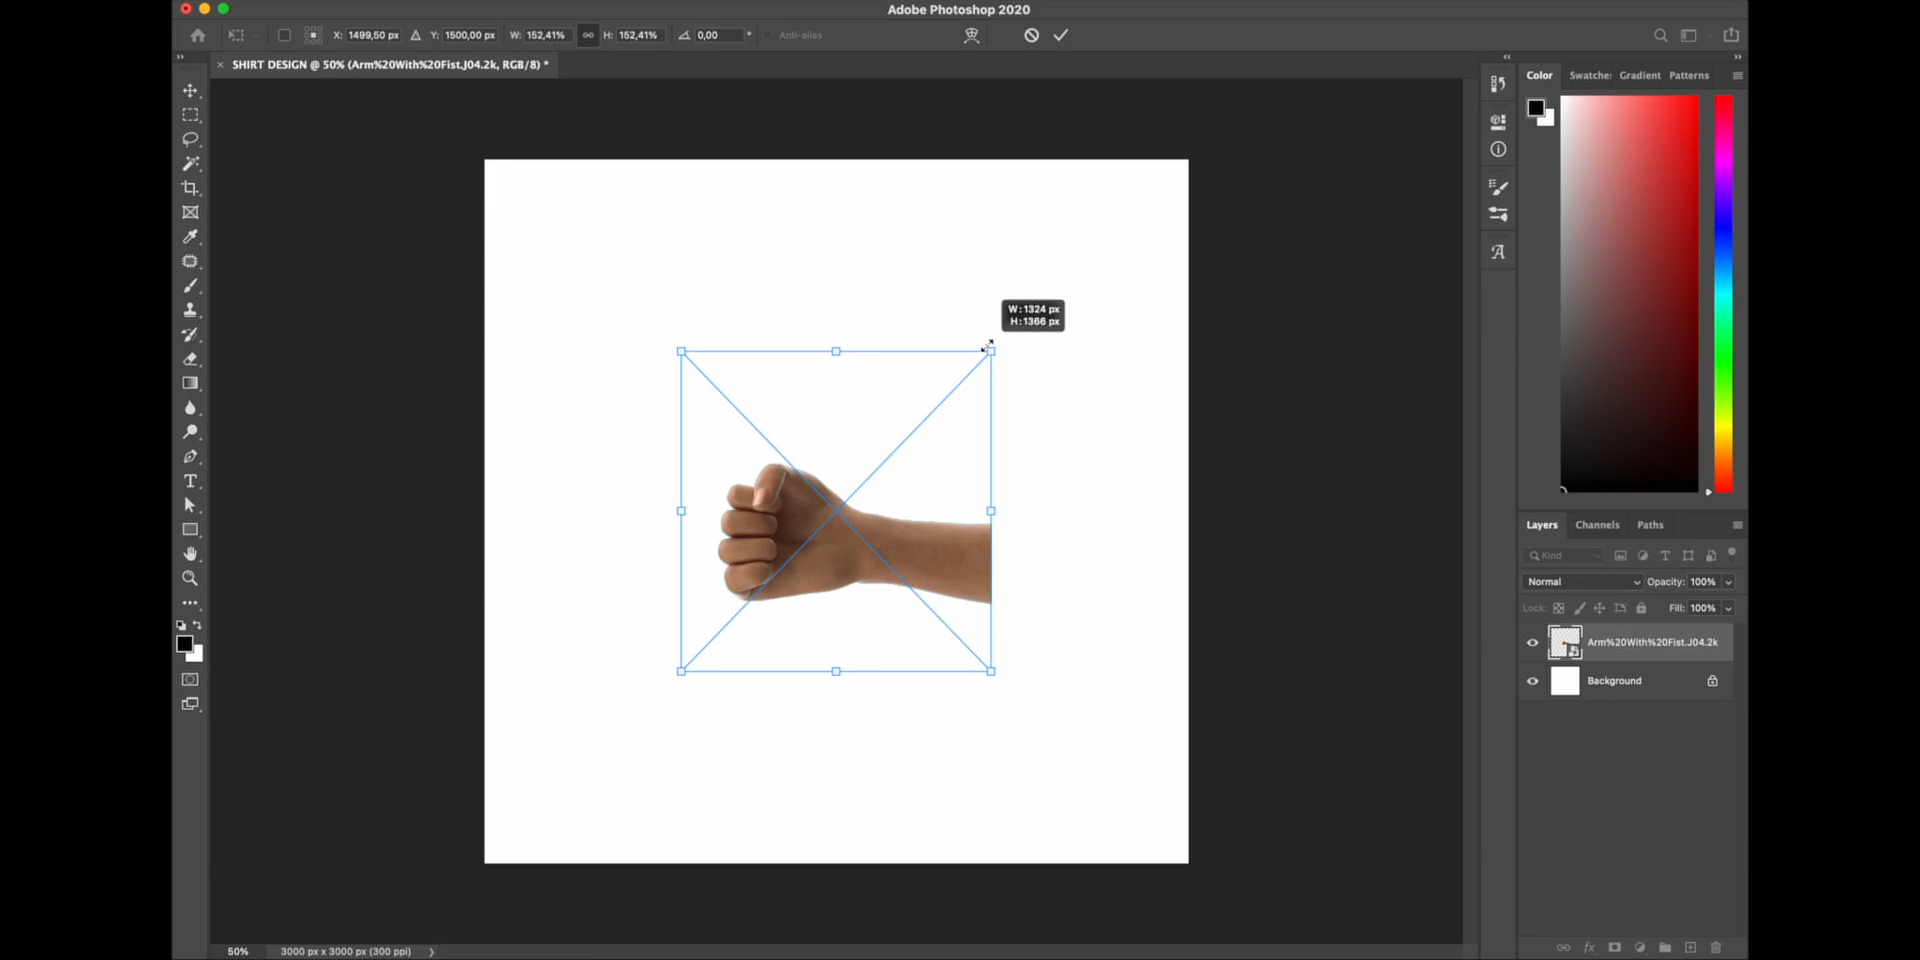 Adobe Photoshop 2020
X: 1499,50 px Y: 1500,00 px W: 152,41% H: 152,41% 0,00 ° Anti-alias
SHIRT DESIGN @ 50% (Arm%20With%20Fist.J04.2k, RGB/8) *
Color Swatches Gradient Patterns
W: 1324 px
H: 1366 px
Layers Channels Paths
Kind
Normal Opacity: 100%
Lock: Fill: 100%
Arm%20With%20Fist.J04.2k
Background
50% 3000 px x 3000 px (300 ppi)